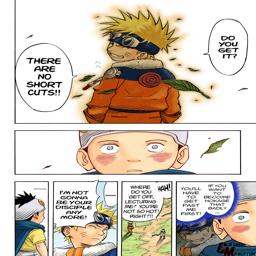 DO
YOU
GET
IT?
THERE
ARE
NO
SHORT
CUTS!!
I'M NOT
GONNA
BE YOUR
DISCIPLE
ANY
MORE!
HAH!
WHERE
DO YOU
GET OFF,
LECTURING
ME? YOU'RE
NOT SO HOT!
RIGHT?!
IF YOU
WANT TO
BECOME
HOKAGE
THAT
BADLY...
YOU'LL
HAVE TO
GET PAST
ME FIRST!